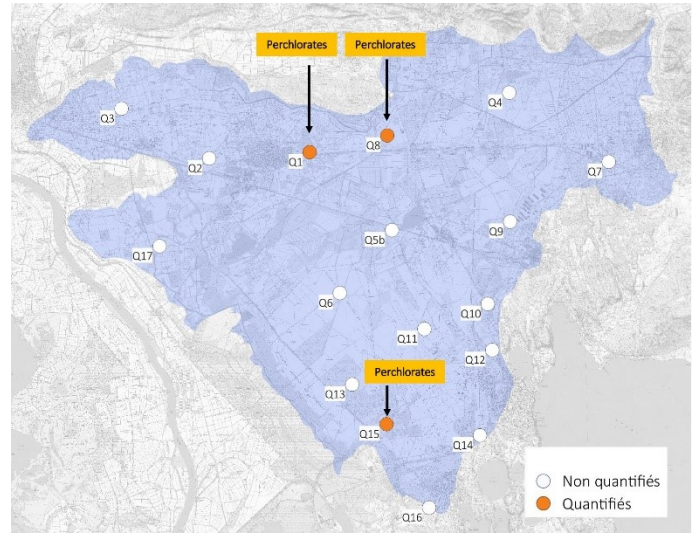 Perchlorates
Perchlorates
Q4
Q3
Q8
Q1
Q2
Q7
Q9
Q5b
Q17
Q6
Q10
Q11
Q12
Perchlorates
Q13
Q15
Q14
Non quantifiés
Quantifiés
Q16